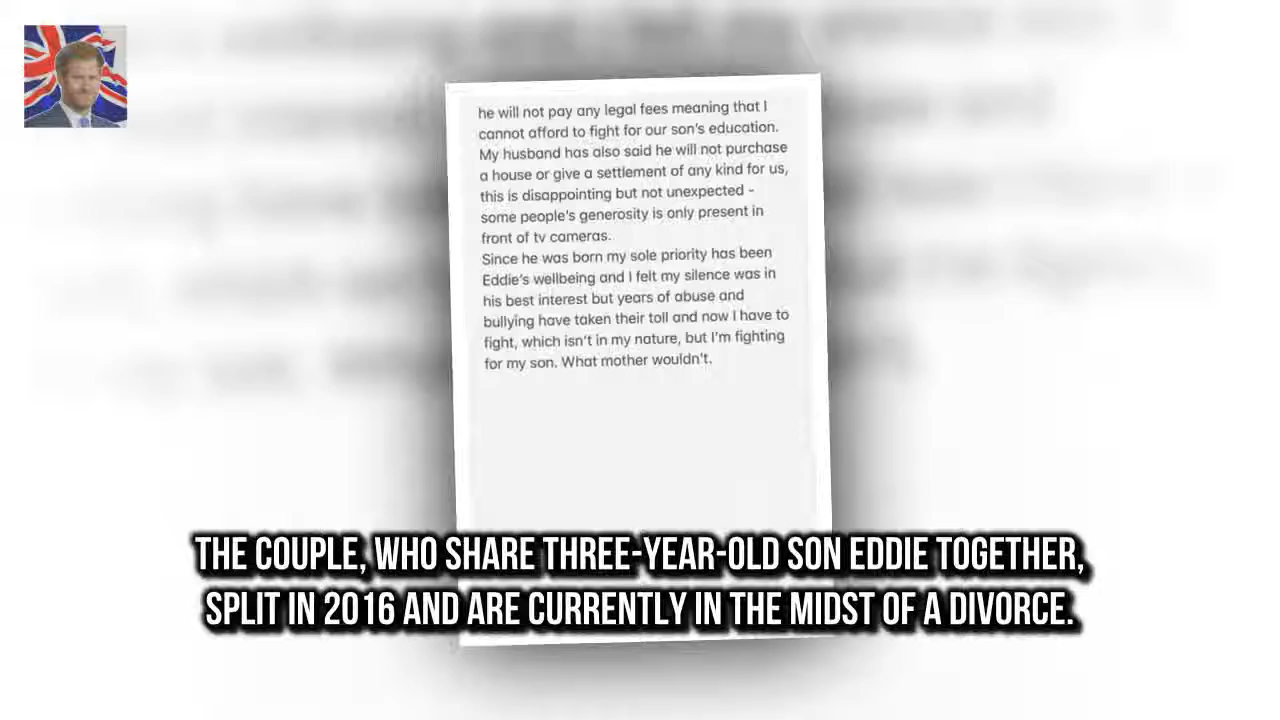 he will not pay any legal fees meaning that I
cannot afford to fight for our son's education.
My husband has also said he will not purchase
a house or give a settlement of any kind for us,
this is disappointing but not unexpected -
some people's generosity is only present in
front of tv cameras.
Since he was born my sole priority has been
Eddie's wellbeing and I felt my silence was in
his best interest but years of abuse and
bullying have taken their toll and now I have to
fight, which isn't in my nature, but I'm fighting
for my son. What mother wouldn't.
THE COUPLE, WHO SHARE THREE-YEAR-OLD SON EDDIE TOGETHER,
SPLIT IN 2016 AND ARE CURRENTLY IN THE MIDST OF A DIVORCE.